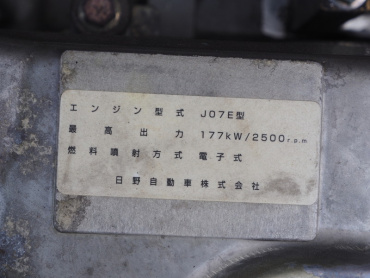 エンジン型式 J07E型
最高出力 177kW/2500r.p.m
燃料噴射方式 電子式
日野自動車株式会社